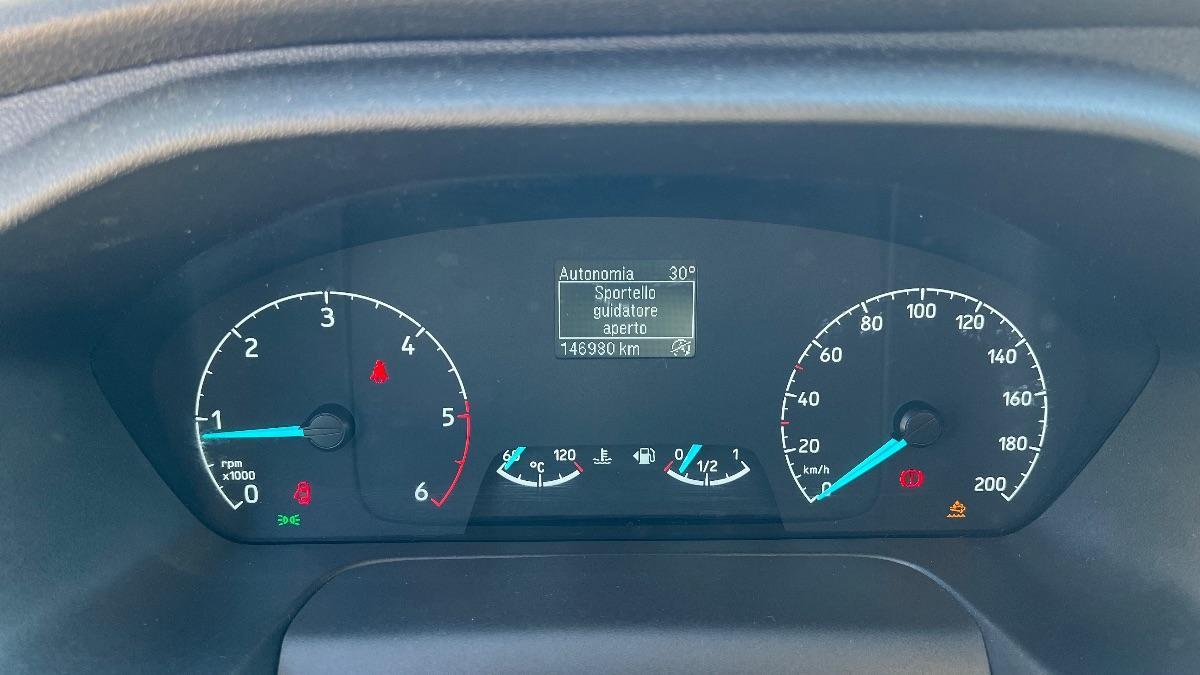 Autonomia 30°
Sportello
guidatore
aperto
146980 km
0 1 2 3 4 5 6
rpm
x1000
60 °C 120
0 1/2 1
0 20 40 60 80 100 120 140 160 180 200
km/h